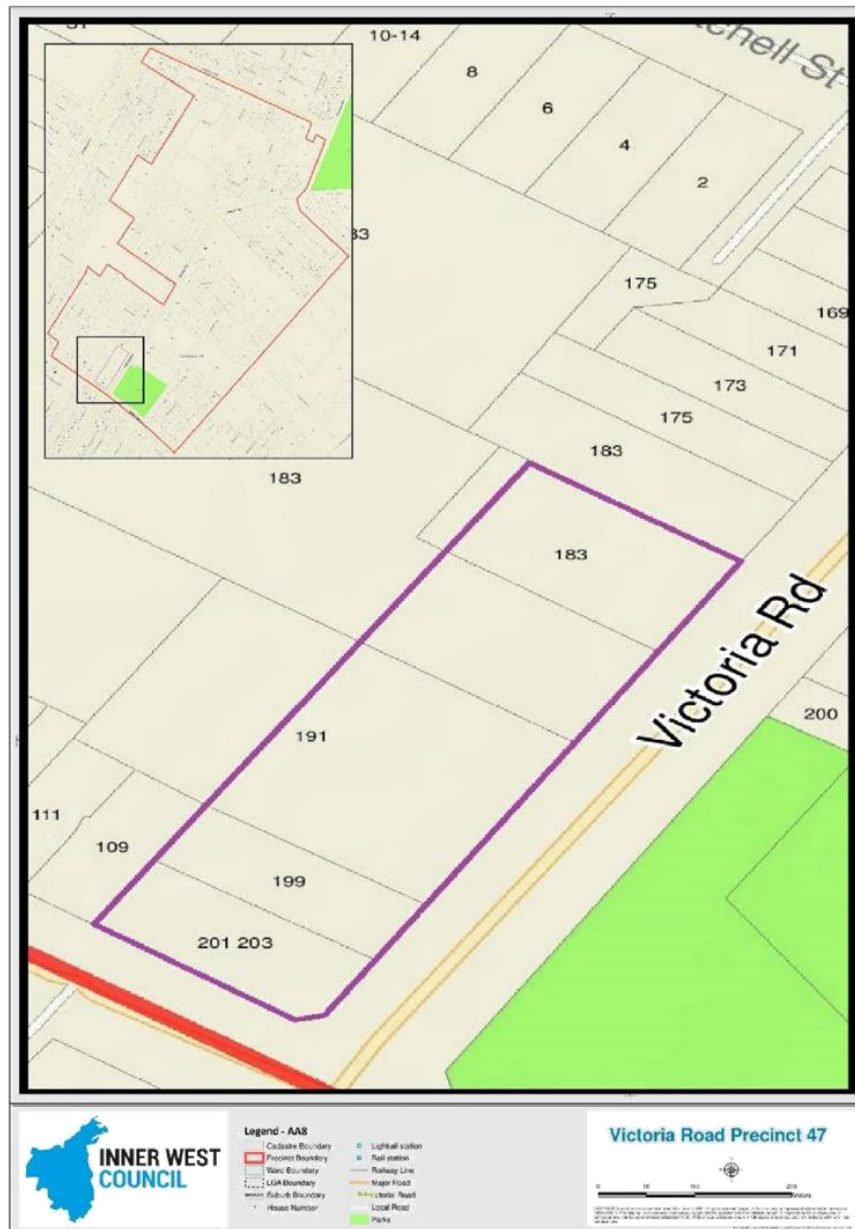 10-14
tchell St
8
6
4
2
83
175
169
171
173
175
183
183
183
Victoria Rd
200
191
111
109
199
201 203
INNER WEST
COUNCIL
Legend - AA8
Cadastre Boundary
Precinct Boundary
Ward Boundary
LGA Boundary
Suburb Boundary
House Number
Lightrail station
Rail station
Railway Line
Major Road
Local Road
Parks
Victoria Road Precinct 47